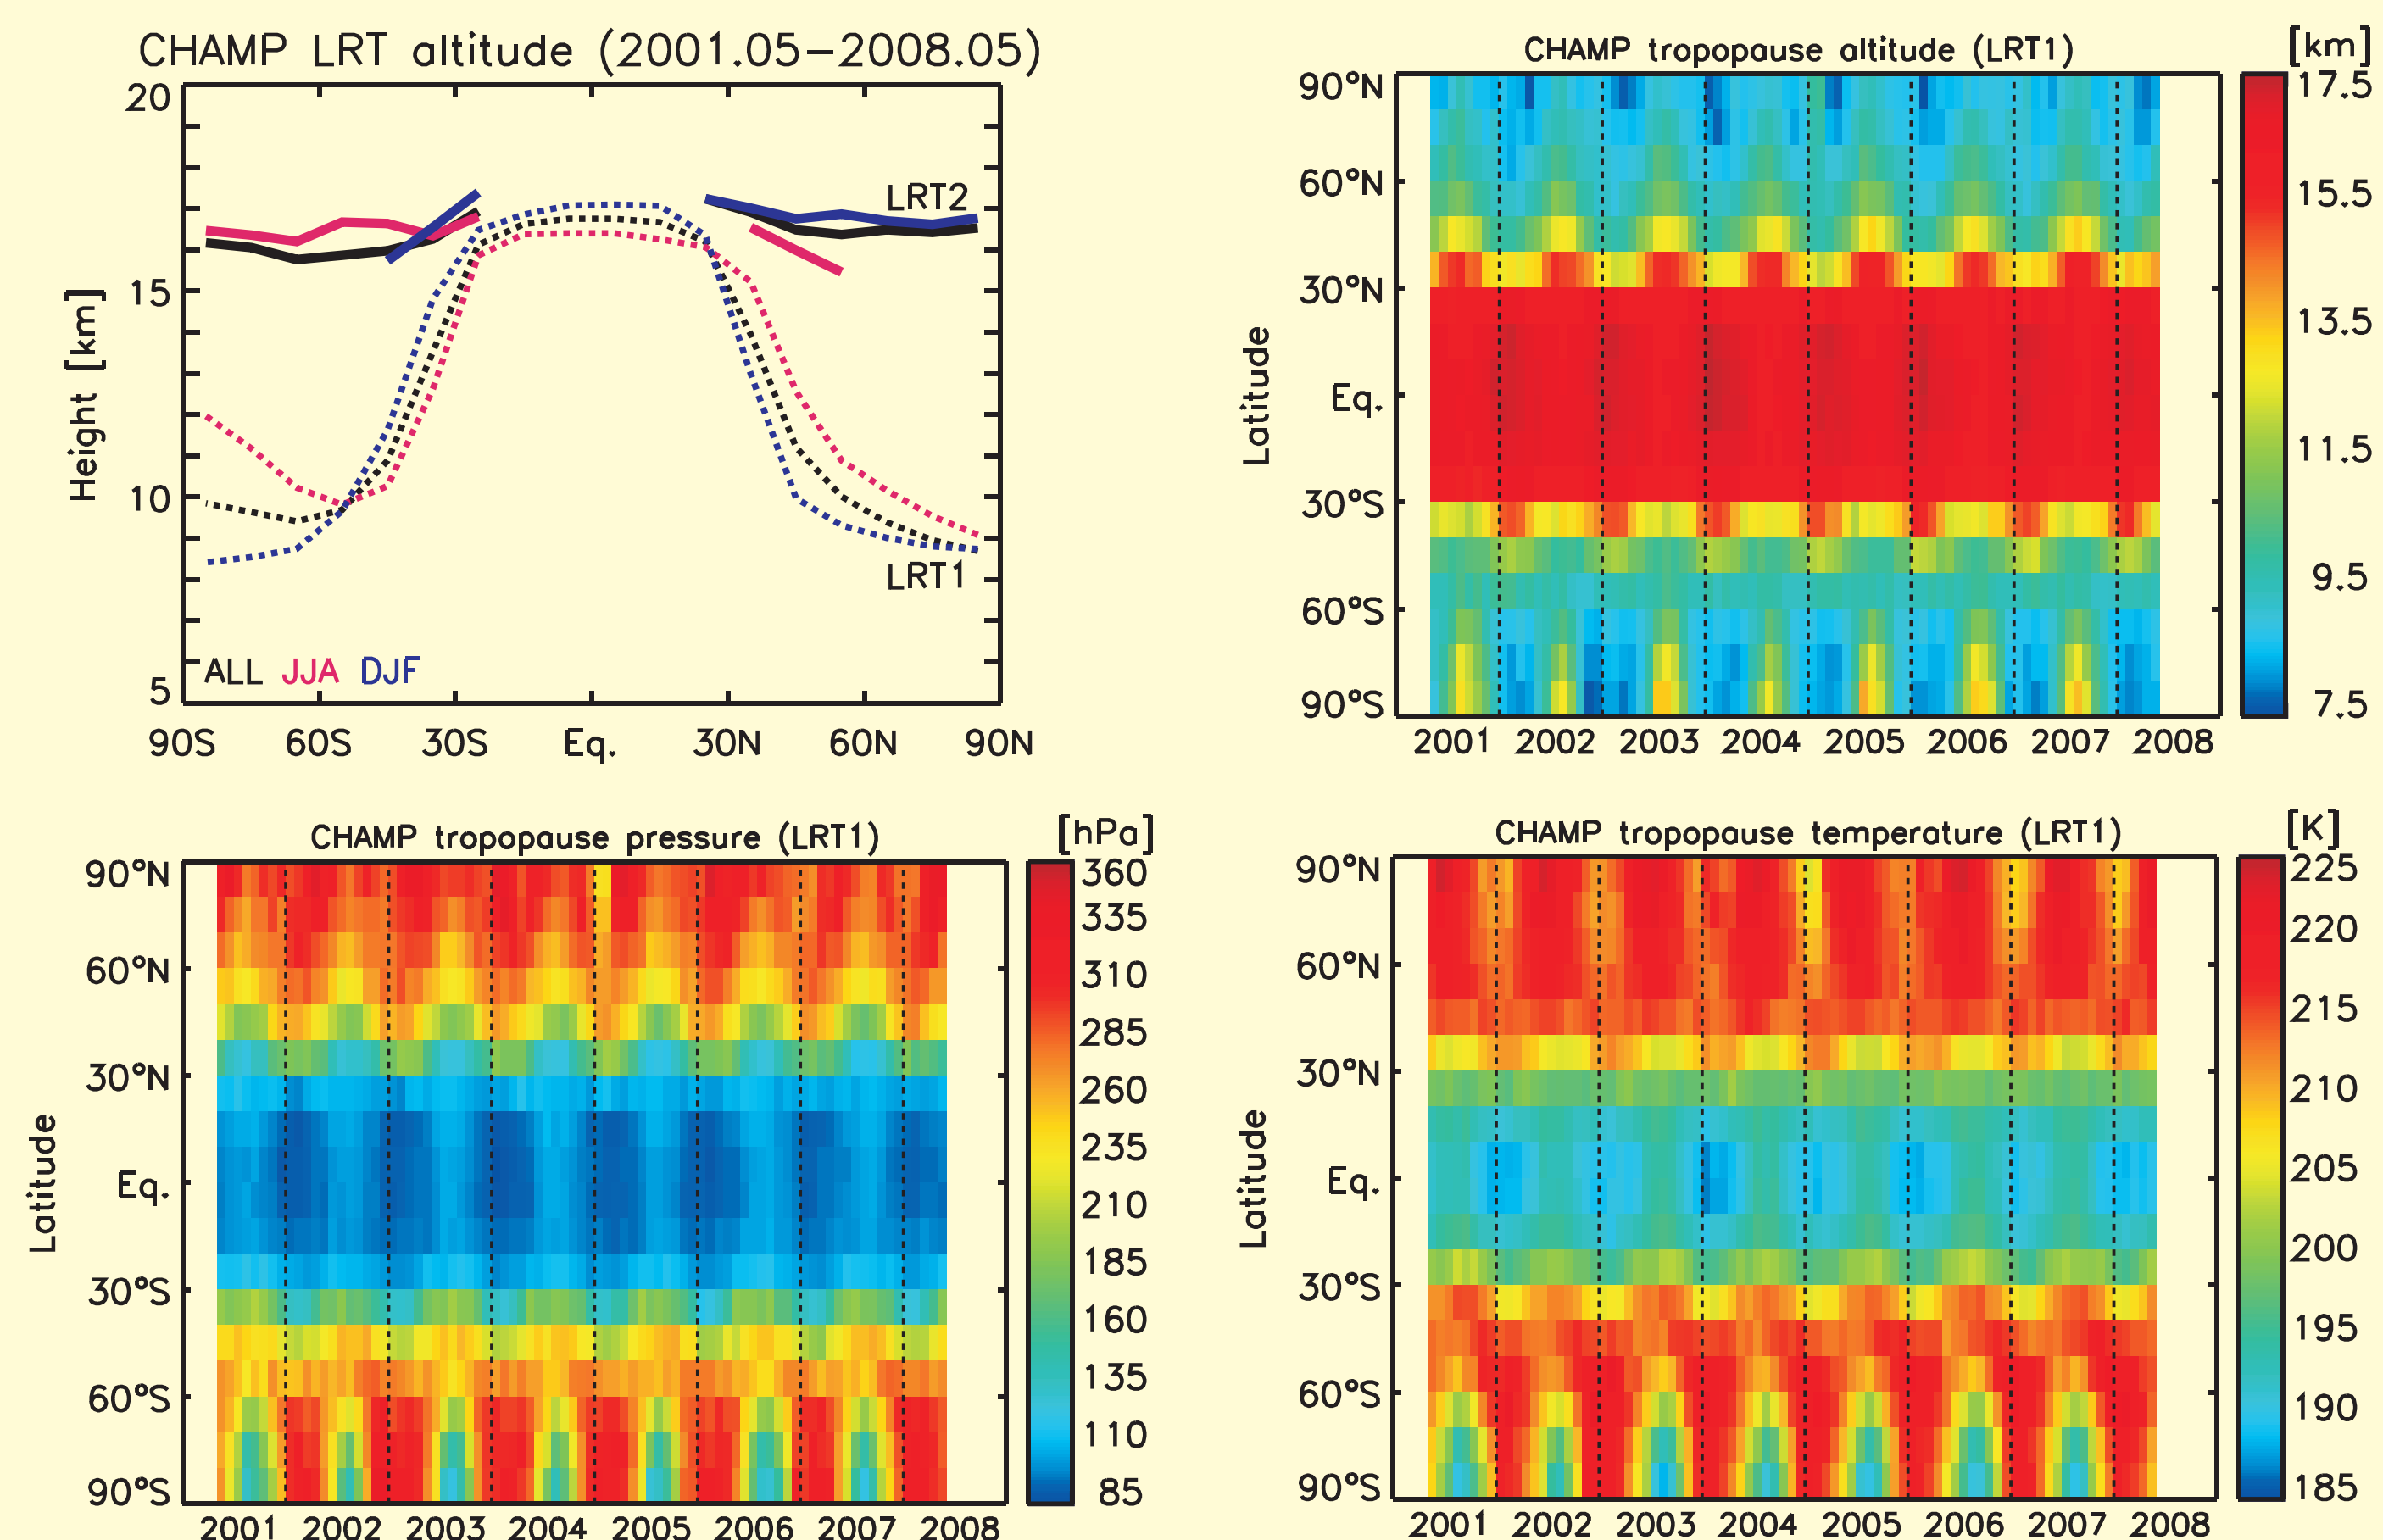 CHAMP LRT altitude (2001.05–2008.05)
20
15
10
5
Height [km]
LRT2
LRT1
ALL JJA DJF
90S 60S 30S Eq. 30N 60N 90N
CHAMP tropopause altitude (LRT1)
[km]
90°N
60°N
30°N
Eq.
30°S
60°S
90°S
Latitude
2001 2002 2003 2004 2005 2006 2007 2008
17.5
15.5
13.5
11.5
9.5
7.5
CHAMP tropopause pressure (LRT1)
[hPa]
90°N
60°N
30°N
Eq.
30°S
60°S
90°S
Latitude
2001 2002 2003 2004 2005 2006 2007 2008
360
335
310
285
260
235
210
185
160
135
110
85
CHAMP tropopause temperature (LRT1)
[K]
90°N
60°N
30°N
Eq.
30°S
60°S
90°S
Latitude
2001 2002 2003 2004 2005 2006 2007 2008
225
220
215
210
205
200
195
190
185